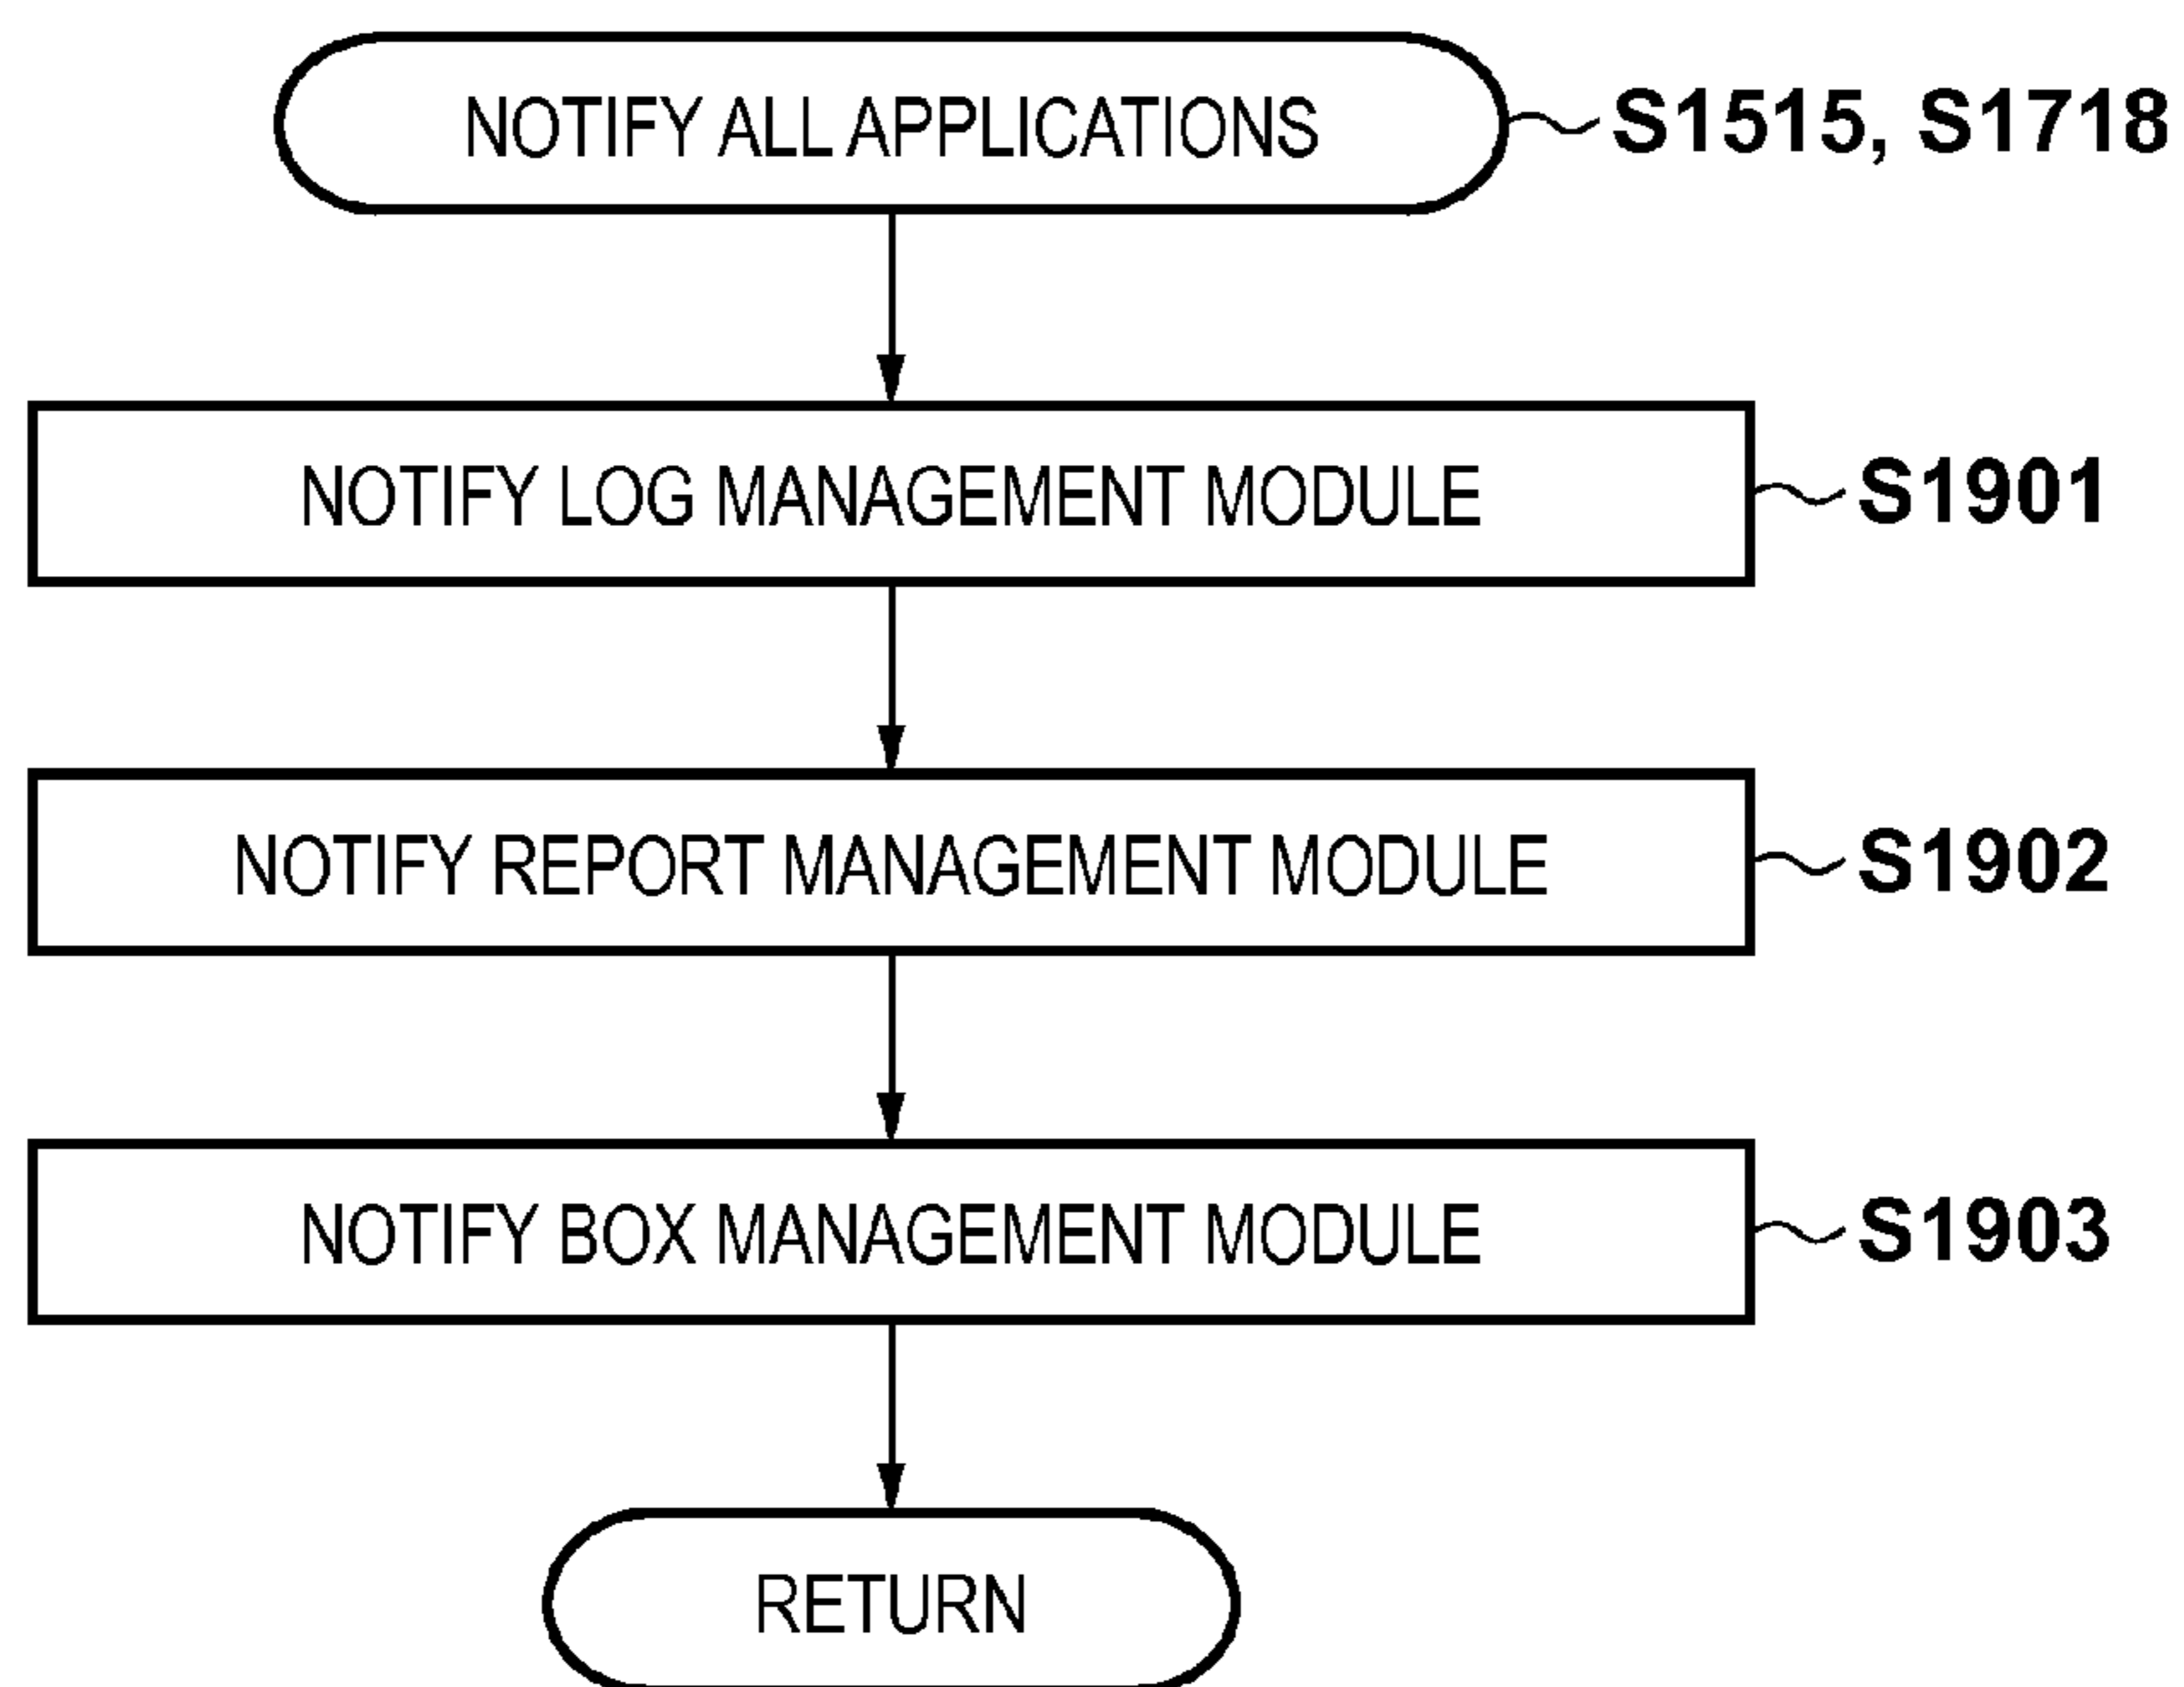 NOTIFY ALL APPLICATIONS
S1515, S1718
NOTIFY LOG MANAGEMENT MODULE
S1901
NOTIFY REPORT MANAGEMENT MODULE
S1902
NOTIFY BOX MANAGEMENT MODULE
S1903
RETURN